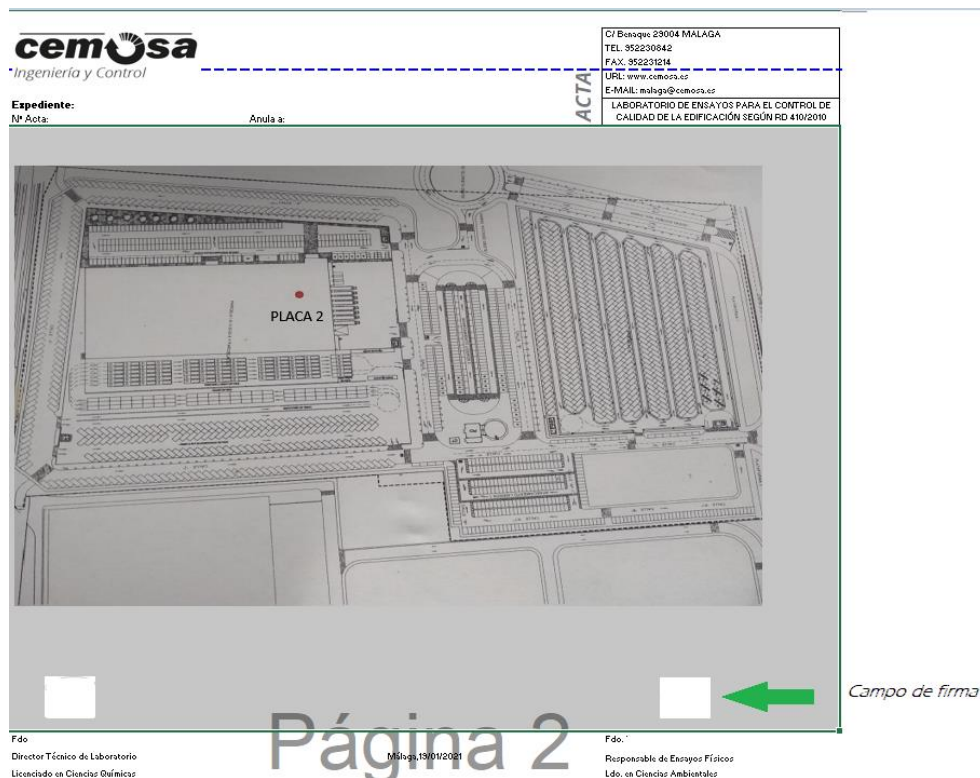 cemosa
Ingeniería y Control
C/ Benaque 29004 MALAGA
TEL. 952230842
FAX. 952231214
URL: www.cemosa.es
E-MAIL: malaga@cemosa.es
ACTA
LABORATORIO DE ENSAYOS PARA EL CONTROL DE
CALIDAD DE LA EDIFICACIÓN SEGÚN RD 410/2010
Expediente:
Nº Acta:
Anula a:
PLACA 2
Campo de firma
Página 2
Fdo
Director Técnico de Laboratorio
Licenciado en Ciencias Químicas
Málaga,19/01/2021
Fdo.
Responsable de Ensayos Físicos
Ldo. en Ciencias Ambientales